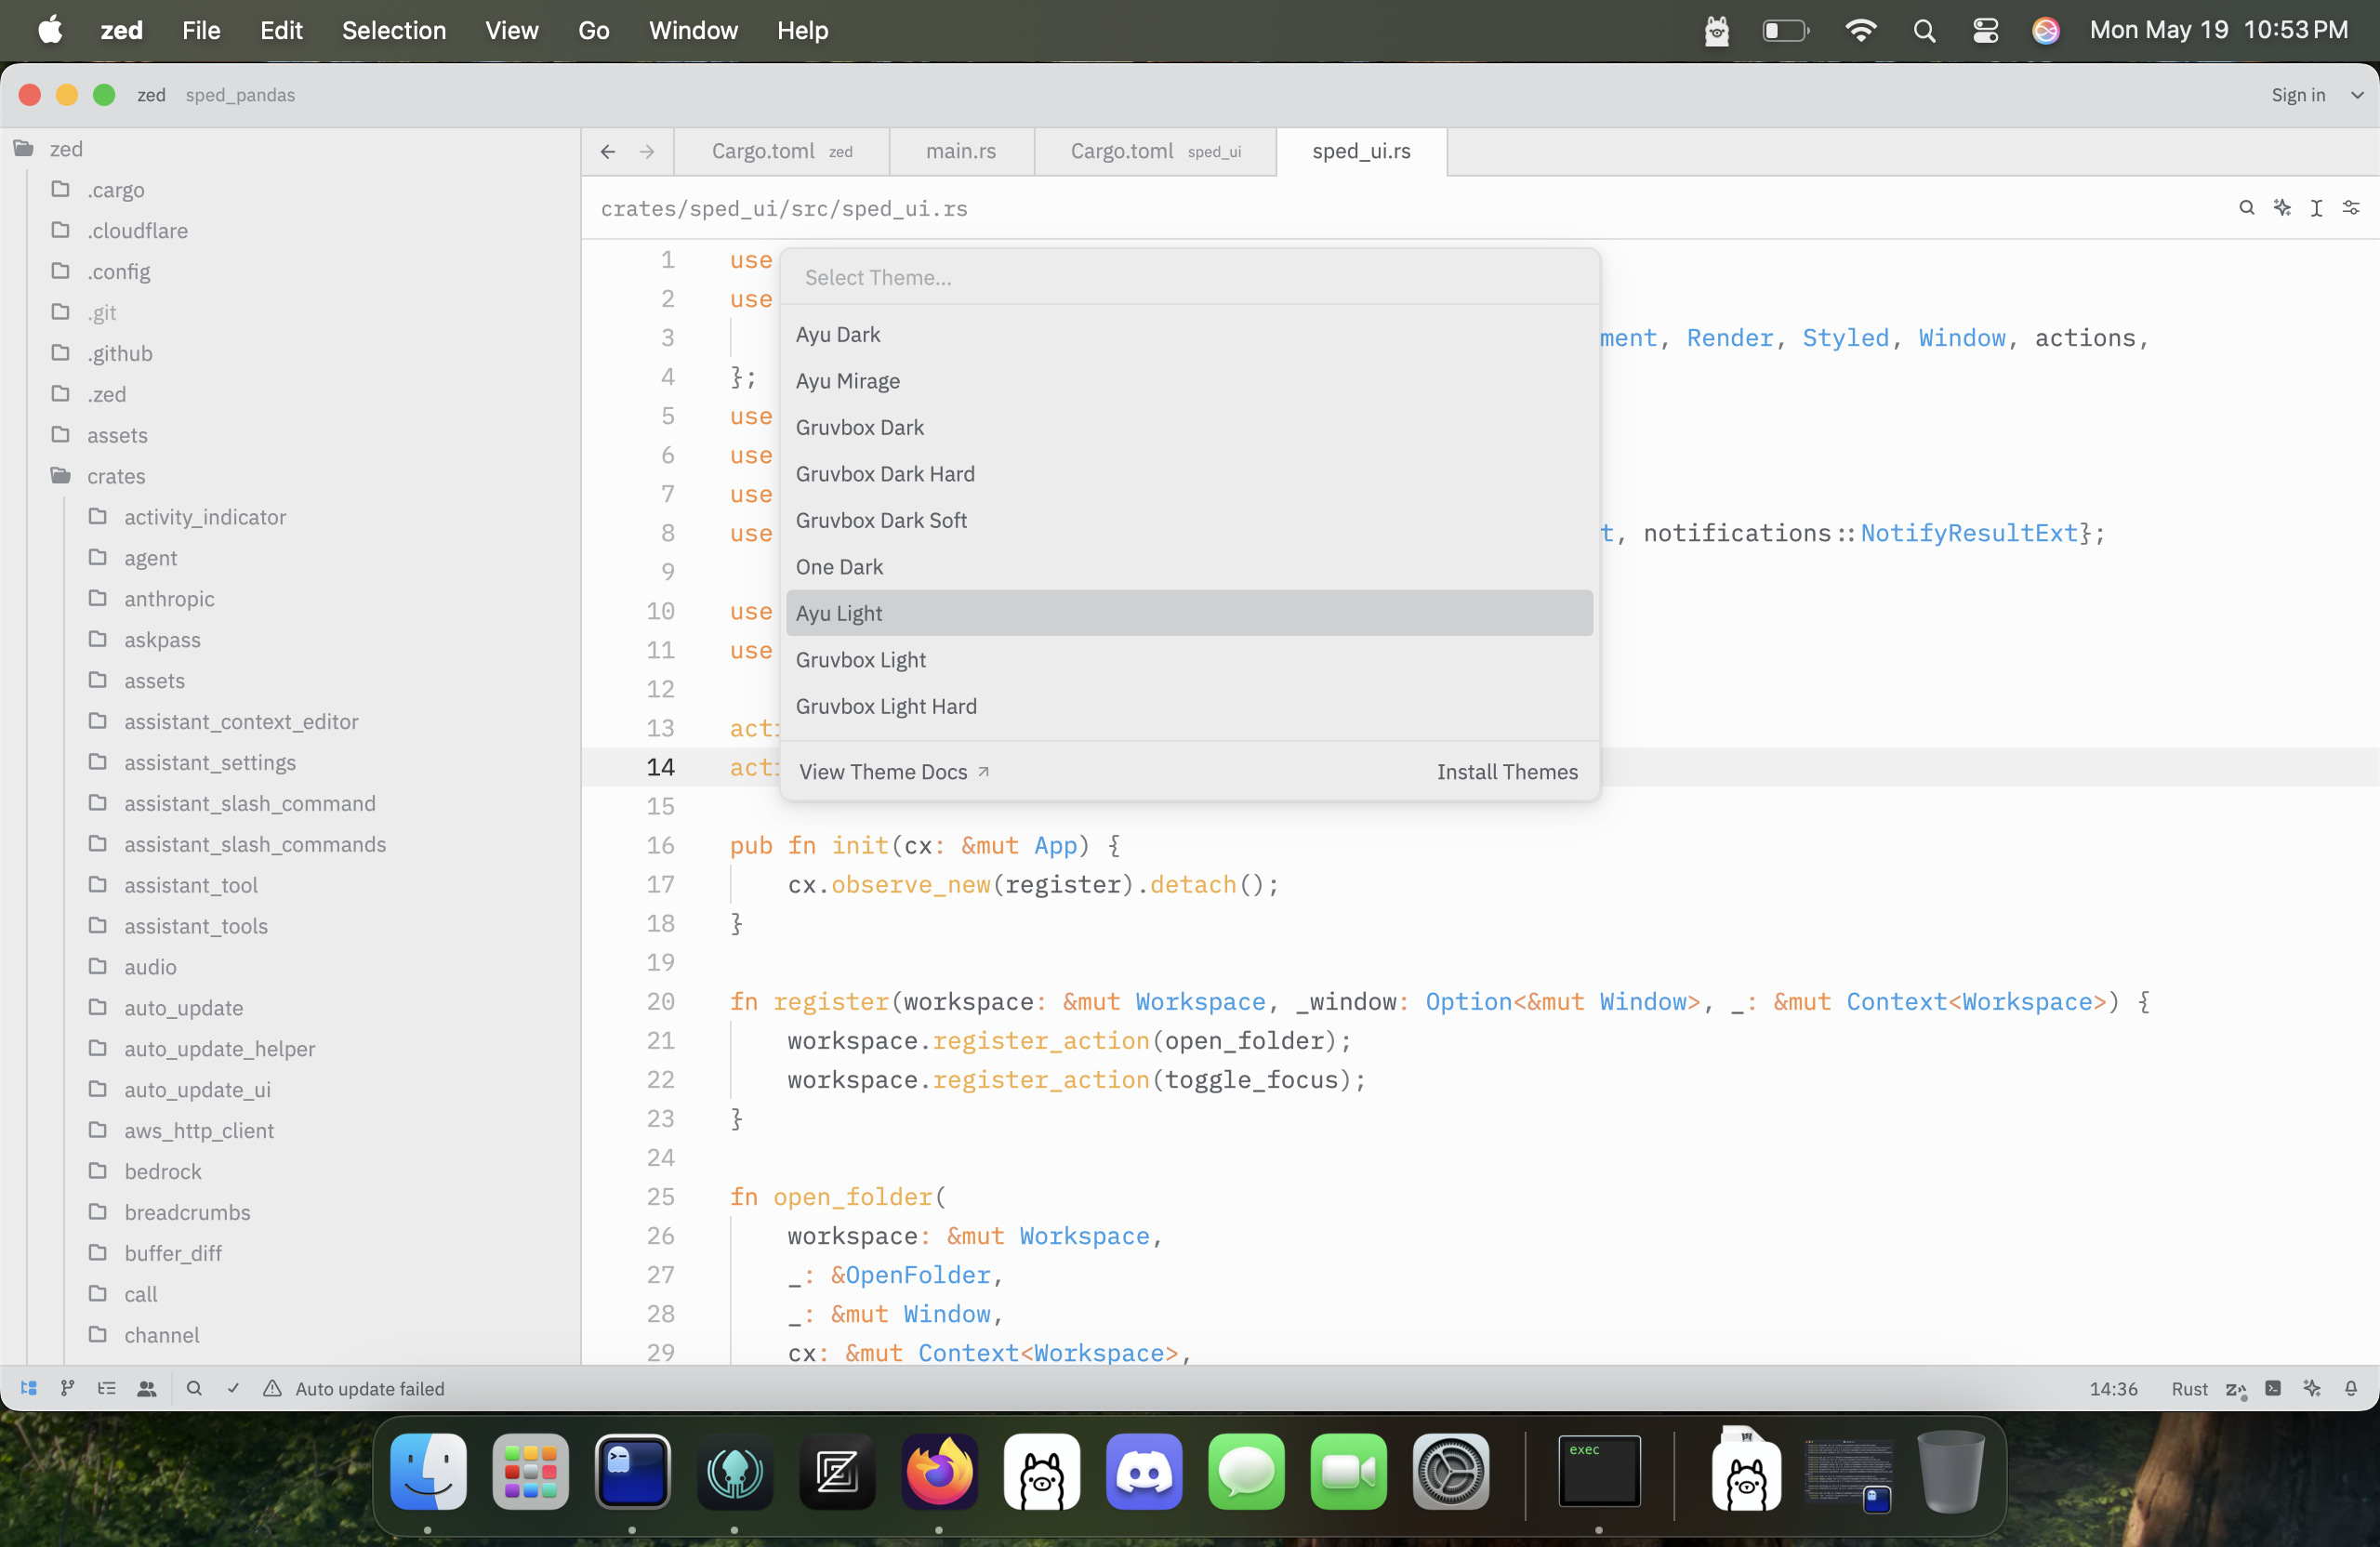 zed File Edit Selection View Go Window Help Mon May 19 10:53 PM
zed sped_pandas Sign in
zed
.cargo
.cloudflare
.config
.git
.github
.zed
assets
crates
activity_indicator
agent
anthropic
askpass
assets
assistant_context_editor
assistant_settings
assistant_slash_command
assistant_slash_commands
assistant_tool
assistant_tools
audio
auto_update
auto_update_helper
auto_update_ui
aws_http_client
bedrock
breadcrumbs
buffer_diff
call
channel
Cargo.toml zed main.rs Cargo.toml sped_ui sped_ui.rs
crates/sped_ui/src/sped_ui.rs
1 use
2 use
3 ment, Render, Styled, Window, actions,
4 };
5 use
6 use
7 use
8 use t, notifications::NotifyResultExt};
9
10 use
11 use
12
13 acti
14 acti
15
16 pub fn init(cx: &mut App) {
17 cx.observe_new(register).detach();
18 }
19
20 fn register(workspace: &mut Workspace, _window: Option<&mut Window>, _: &mut Context<Workspace>) {
21 workspace.register_action(open_folder);
22 workspace.register_action(toggle_focus);
23 }
24
25 fn open_folder(
26 workspace: &mut Workspace,
27 _: &OpenFolder,
28 _: &mut Window,
29 cx: &mut Context<Workspace>,
Select Theme...
Ayu Dark
Ayu Mirage
Gruvbox Dark
Gruvbox Dark Hard
Gruvbox Dark Soft
One Dark
Ayu Light
Gruvbox Light
Gruvbox Light Hard
View Theme Docs Install Themes
Auto update failed 14:36 Rust
exec